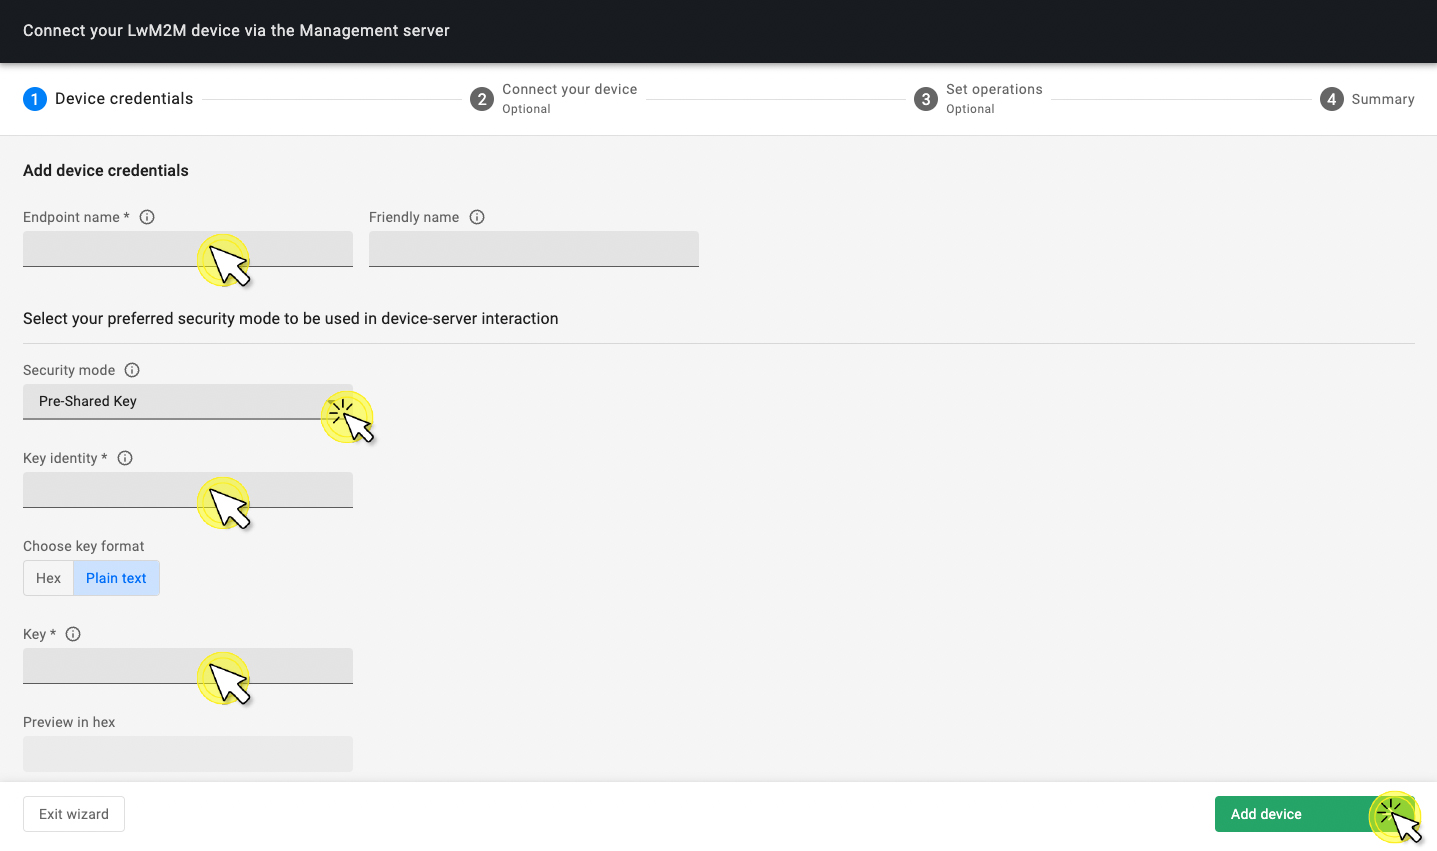 Connect your LwM2M device via the Management server
1 Device credentials
2 Connect your device
Optional
3 Set operations
Optional
4 Summary
Add device credentials
Endpoint name *
Friendly name
Select your preferred security mode to be used in device-server interaction
Security mode
Pre-Shared Key
Key identity *
Choose key format
Hex
Plain text
Key *
Preview in hex
Exit wizard
Add device